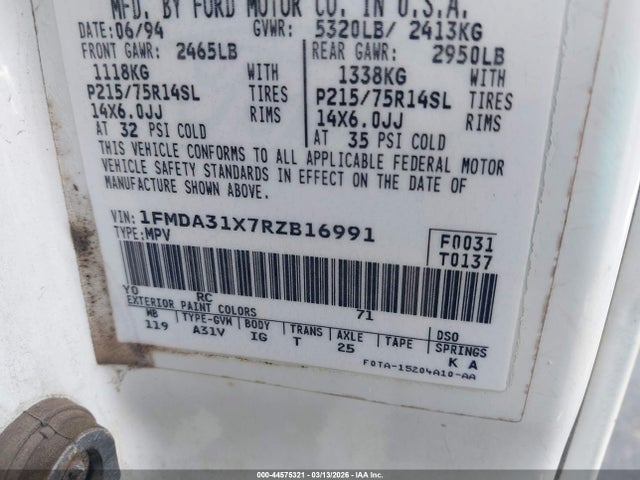 MFD. BY FORD MOTOR CO. IN U.S.A.
DATE: 06/94 GVWR: 5320LB/ 2413KG
FRONT GAWR: 2465LB REAR GAWR: 2950LB
1118KG WITH 1338KG WITH
P215/75R14SL TIRES P215/75R14SL TIRES
14X6.0JJ RIMS 14X6.0JJ RIMS
AT 32 PSI COLD AT 35 PSI COLD
THIS VEHICLE CONFORMS TO ALL APPLICABLE FEDERAL MOTOR
VEHICLE SAFETY STANDARDS IN EFFECT ON THE DATE OF
MANUFACTURE SHOWN ABOVE.
VIN: 1FMDA31X7RZB16991
TYPE: MPV
F0031
T0137
YO RC 71
EXTERIOR PAINT COLORS DSO
WB TYPE-GVM BODY TRANS AXLE TAPE SPRINGS
119 A31V IG T 25 K A
F0TA-15204A10-AA
000-44575321 | 03/13/2026 | © Copyright IAA, LLC